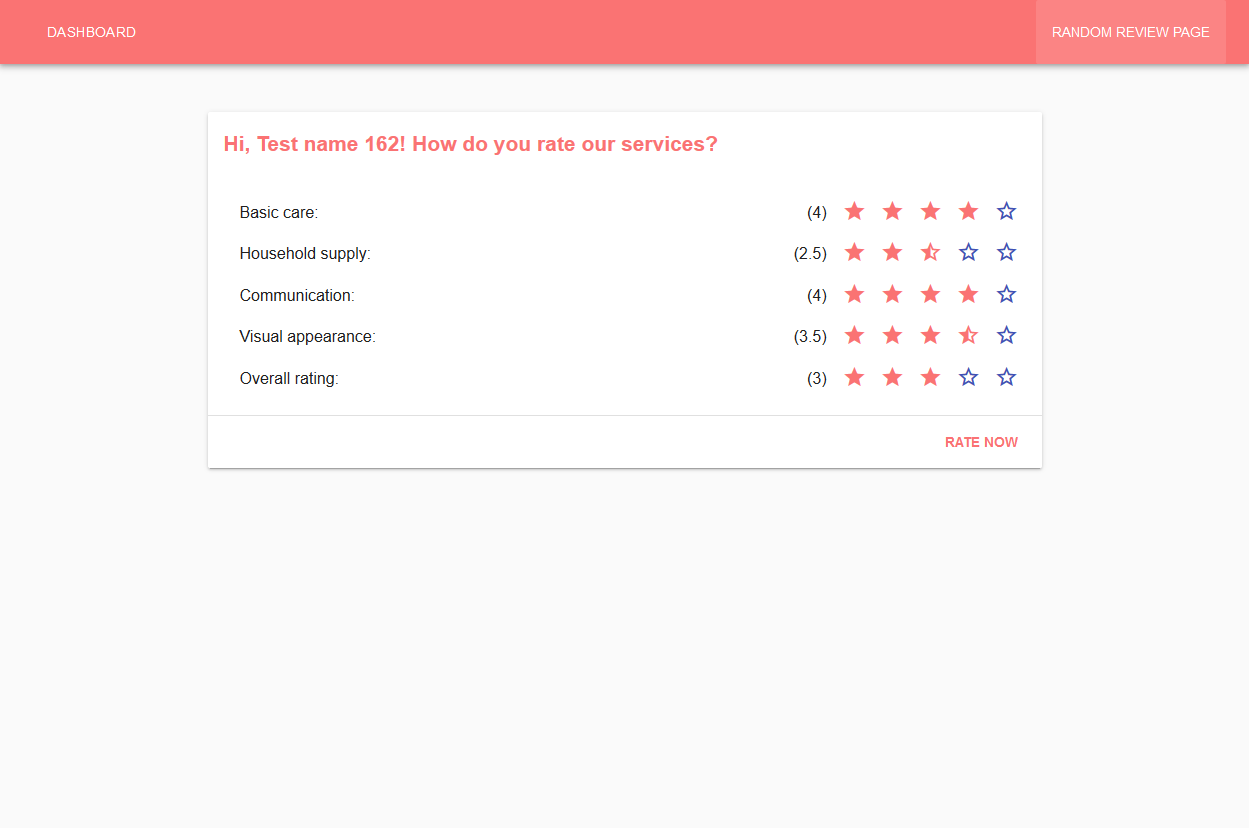 DASHBOARD RANDOM REVIEW PAGE
Hi, Test name 162! How do you rate our services?
Basic care: (4)
Household supply: (2.5)
Communication: (4)
Visual appearance: (3.5)
Overall rating: (3)
RATE NOW